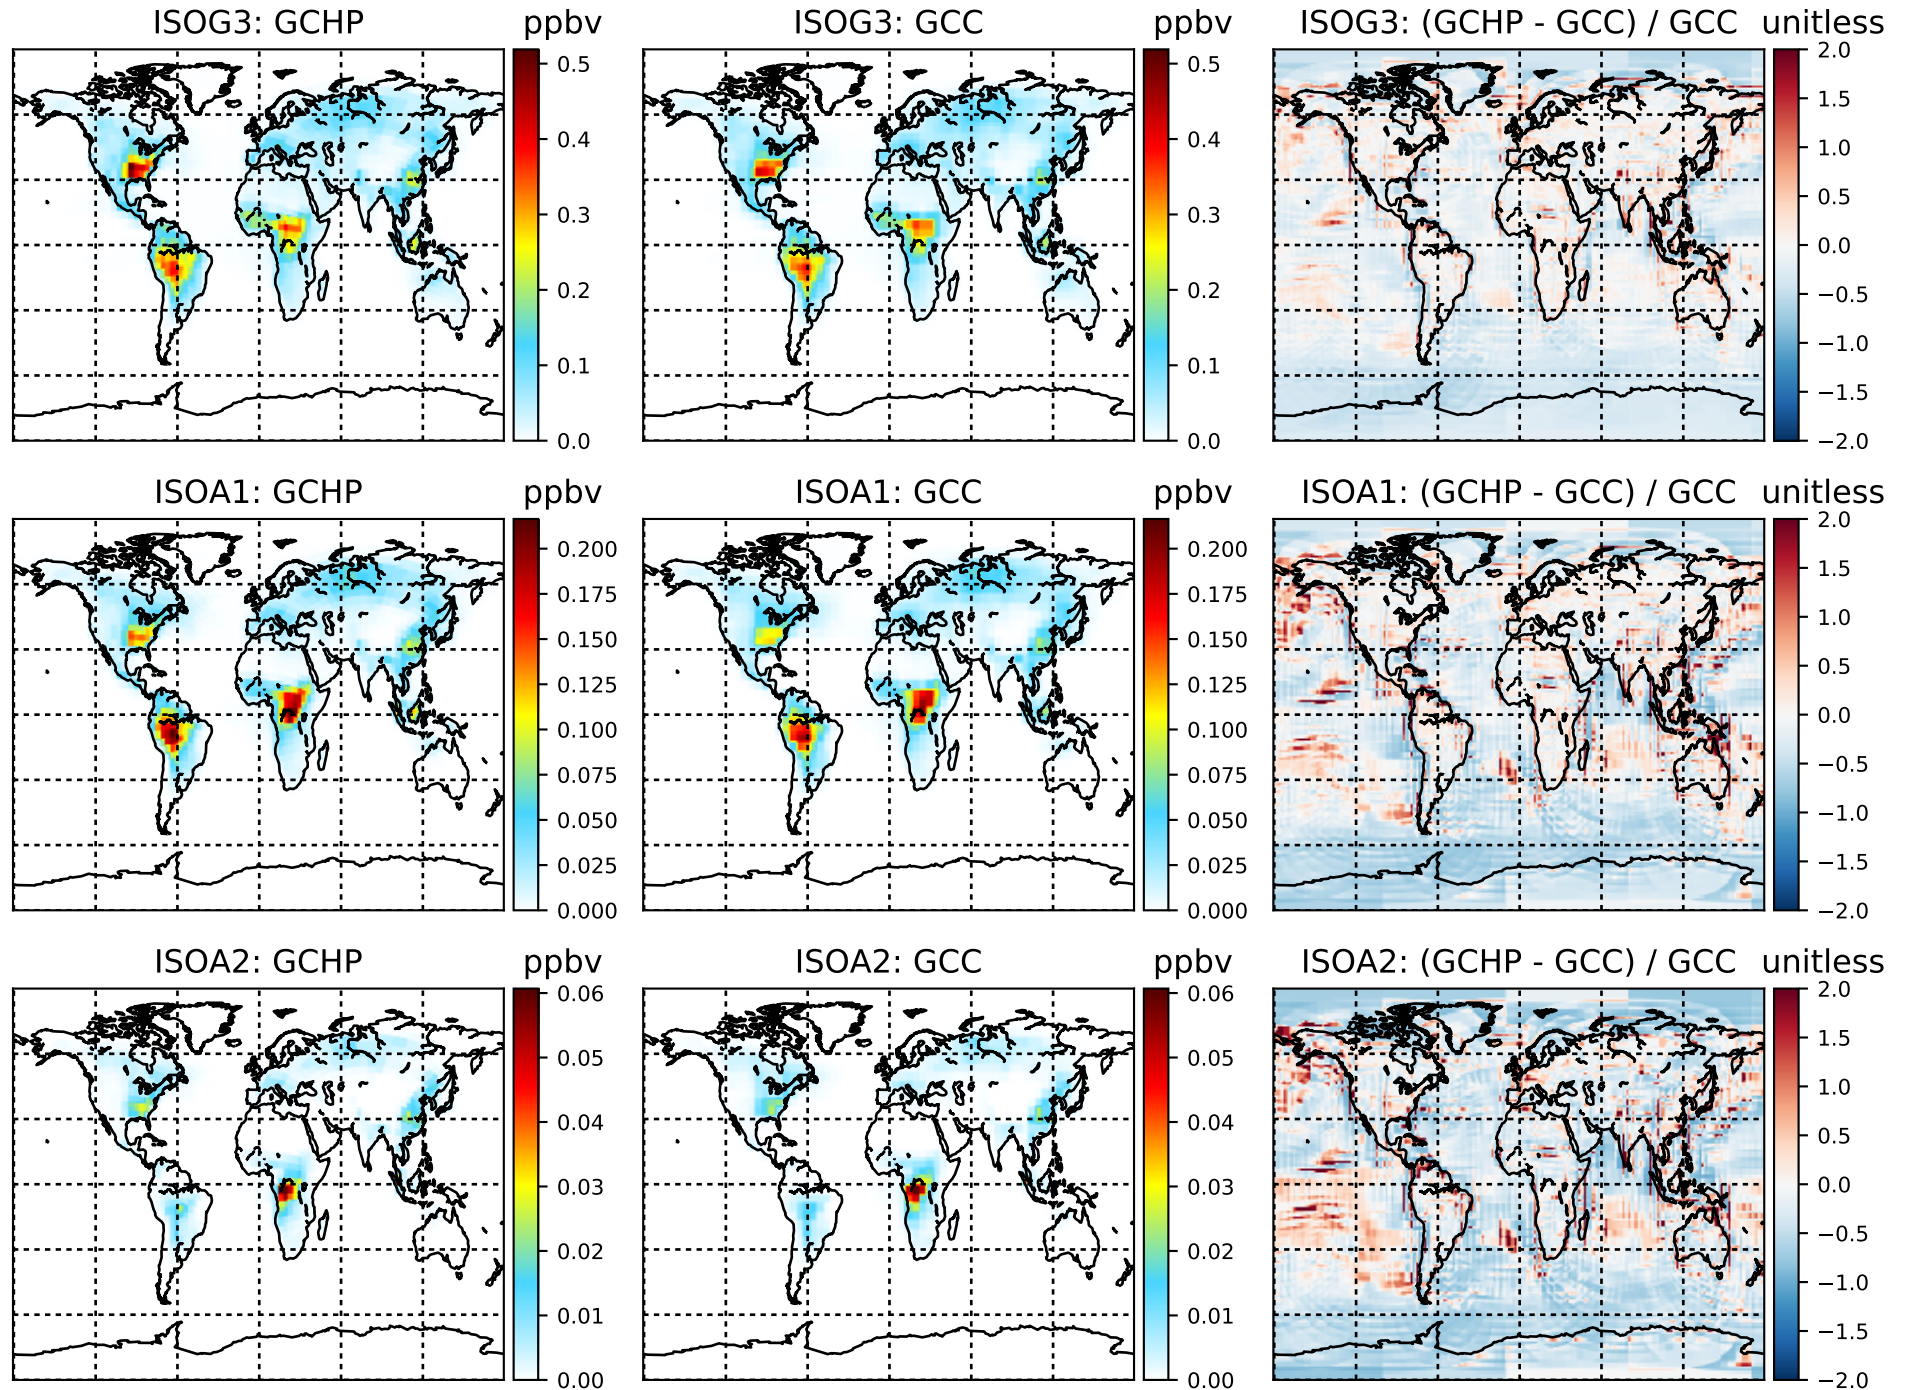 ISOG3: GCHP ppbv ISOG3: GCC ppbv ISOG3: (GCHP - GCC) / GCC unitless
0.5 0.5 2.0
1.5
0.4 0.4 1.0
0.3 0.3 0.5
0.0
0.2 0.2 −0.5
0.1 0.1 −1.0
−1.5
0.0 0.0 −2.0
ISOA1: GCHP ppbv ISOA1: GCC ppbv ISOA1: (GCHP - GCC) / GCC unitless
2.0
0.200 0.200 1.5
0.175 0.175 1.0
0.150 0.150 0.5
0.125 0.125
0.100 0.100 0.0
0.075 0.075 −0.5
0.050 0.050 −1.0
0.025 0.025 −1.5
0.000 0.000 −2.0
ISOA2: GCHP ppbv ISOA2: GCC ppbv ISOA2: (GCHP - GCC) / GCC unitless
0.06 0.06 2.0
1.5
0.05 0.05 1.0
0.04 0.04 0.5
0.03 0.03 0.0
0.02 0.02 −0.5
−1.0
0.01 0.01 −1.5
0.00 0.00 −2.0